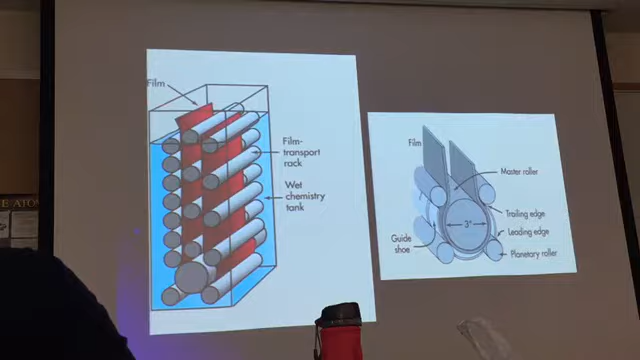 Film
Film-
transport
rack
Wet
chemistry
tank
Film
Master roller
Trailing edge
3"
Leading edge
Guide
shoe
Planetary roller